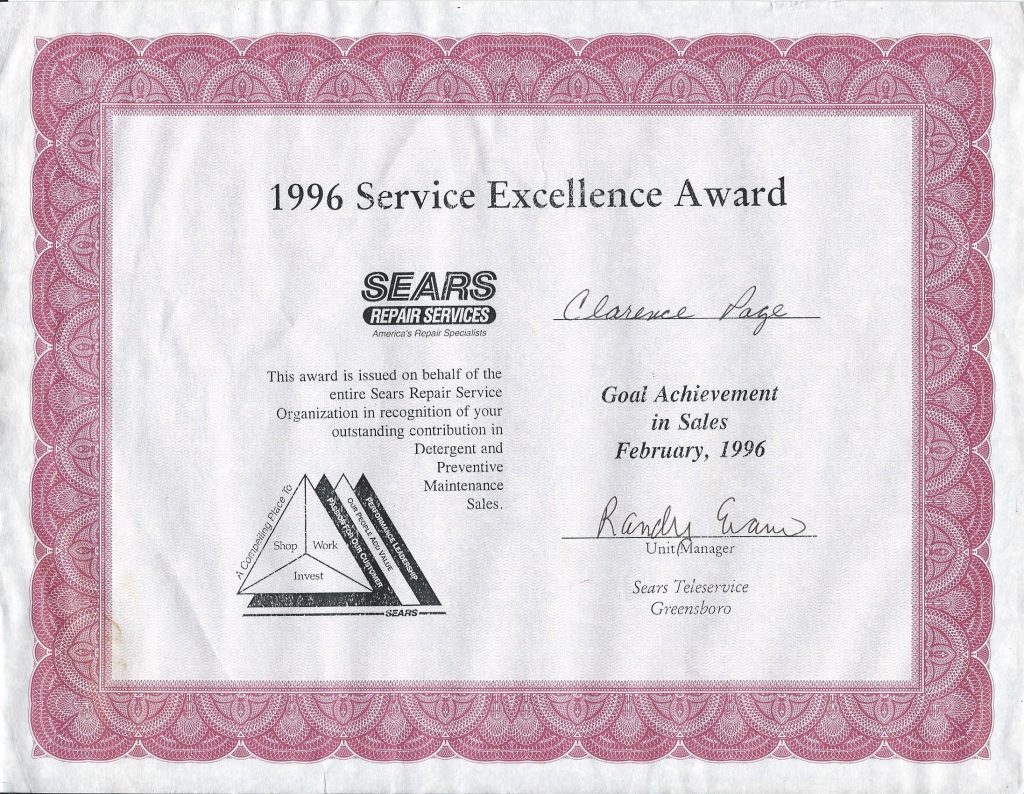 1996 Service Excellence Award
SEARS
REPAIR SERVICES
America's Repair Specialists
This award is issued on behalf of the
entire Sears Repair Service
Organization in recognition of your
outstanding contribution in
Detergent and
Preventive
Maintenance
Sales.
A Compelling Place To
Shop
Work
Invest
PASSION FOR OUR CUSTOMER
OUR PEOPLE ADD VALUE
PERFORMANCE LEADERSHIP
SEARS
Clarence Page
Goal Achievement
in Sales
February, 1996
Randy Evans
Unit Manager
Sears Teleservice
Greensboro